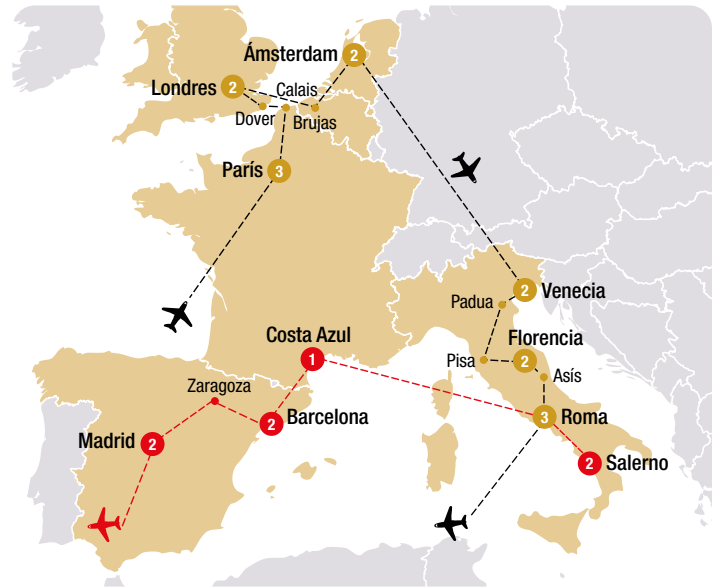 Ámsterdam
2
Londres
2
Calais
Dover
Brujas
París
3
2
Venecia
Padua
Costa Azul
1
Florencia
2
Pisa
Asís
Zaragoza
2
Barcelona
3
Roma
Madrid
2
2
Salerno